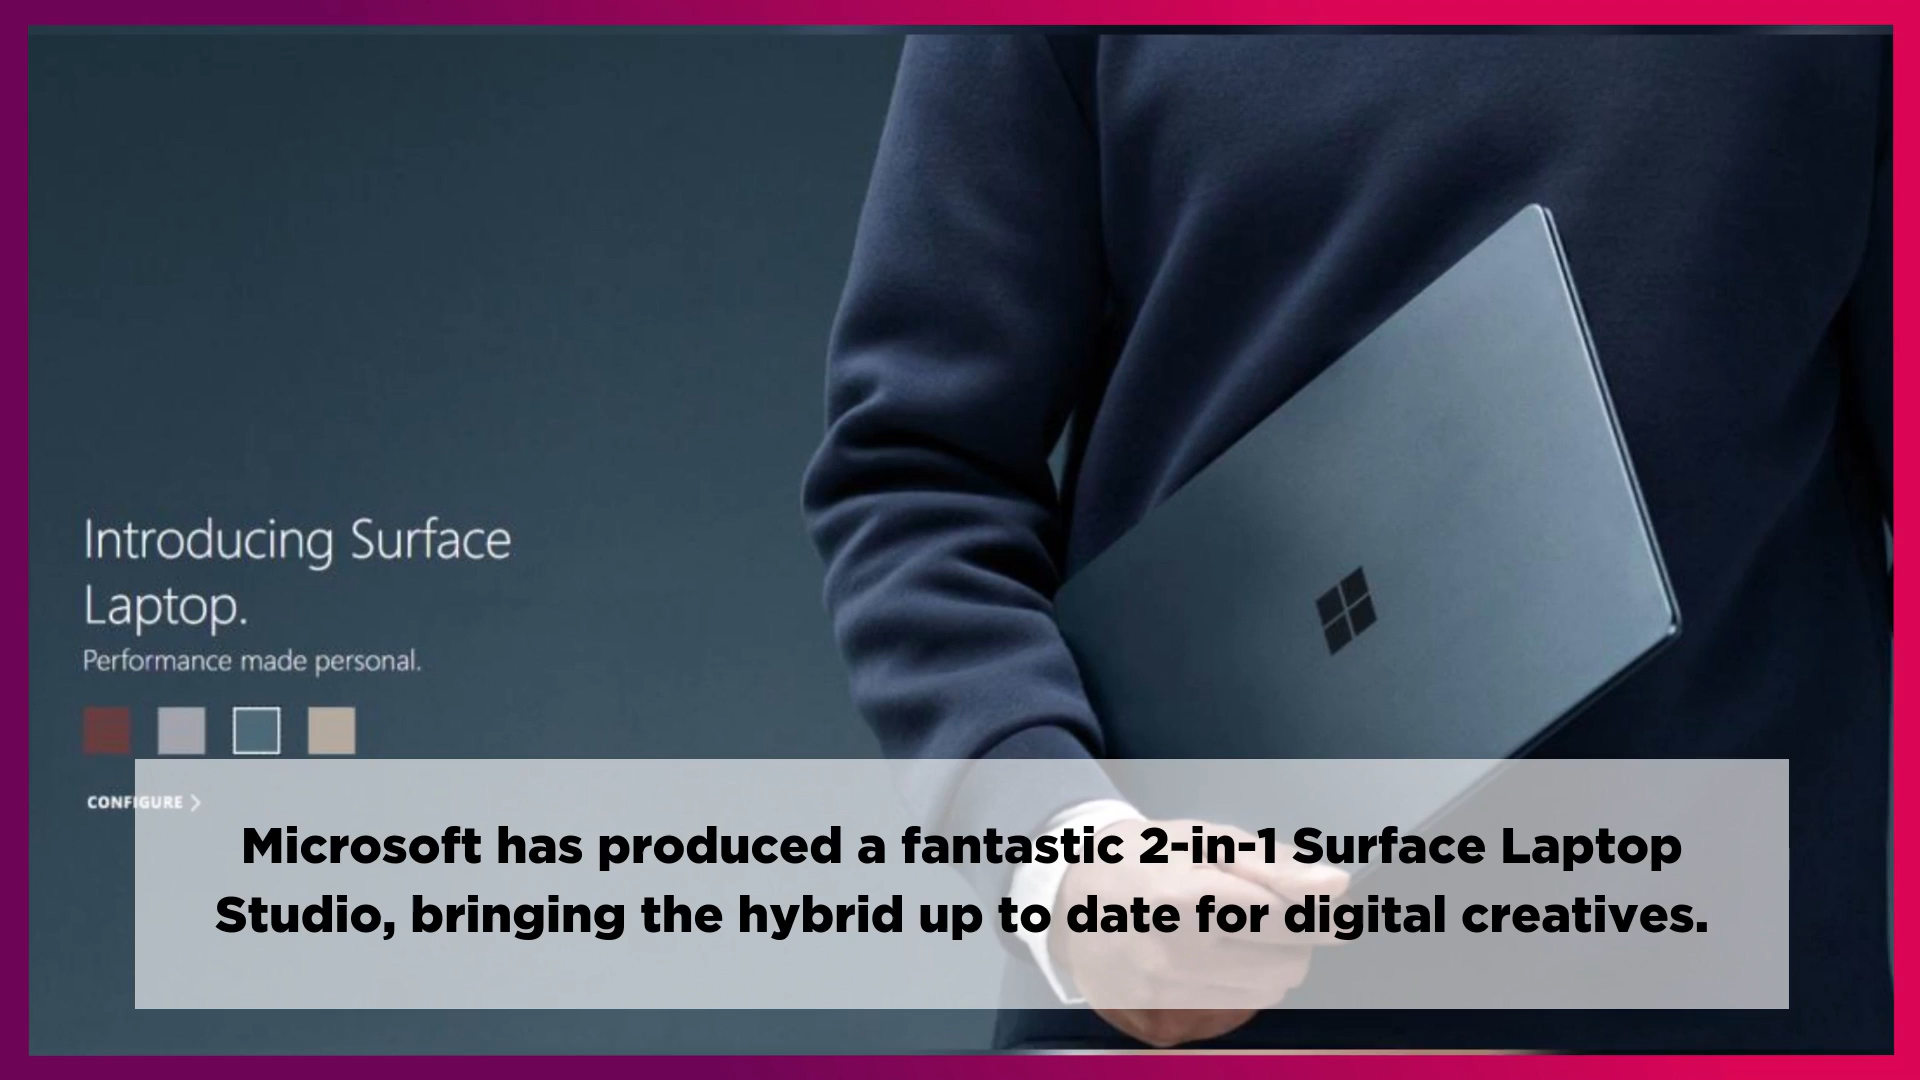 Introducing Surface
Laptop.
Performance made personal.
CONFIGURE >
Microsoft has produced a fantastic 2-in-1 Surface Laptop
Studio, bringing the hybrid up to date for digital creatives.